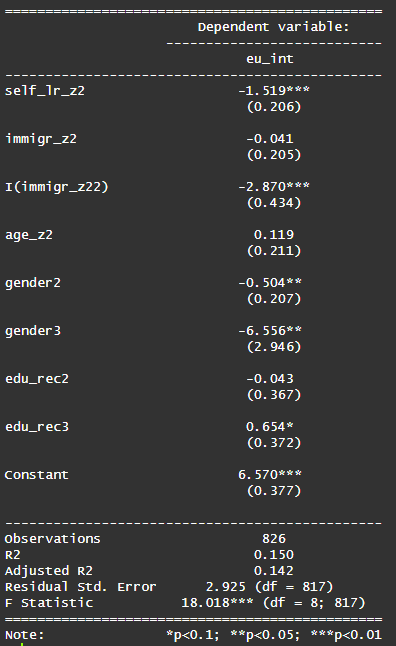 ================================================
Dependent variable:
---------------------------
eu_int
------------------------------------------------
self_lr_z2 -1.519***
(0.206)
immigr_z2 -0.041
(0.205)
I(immigr_z22) -2.870***
(0.434)
age_z2 0.119
(0.211)
gender2 -0.504**
(0.207)
gender3 -6.556**
(2.946)
edu_rec2 -0.043
(0.367)
edu_rec3 0.654*
(0.372)
Constant 6.570***
(0.377)
------------------------------------------------
Observations 826
R2 0.150
Adjusted R2 0.142
Residual Std. Error 2.925 (df = 817)
F Statistic 18.018*** (df = 8; 817)
================================================
Note: *p<0.1; **p<0.05; ***p<0.01